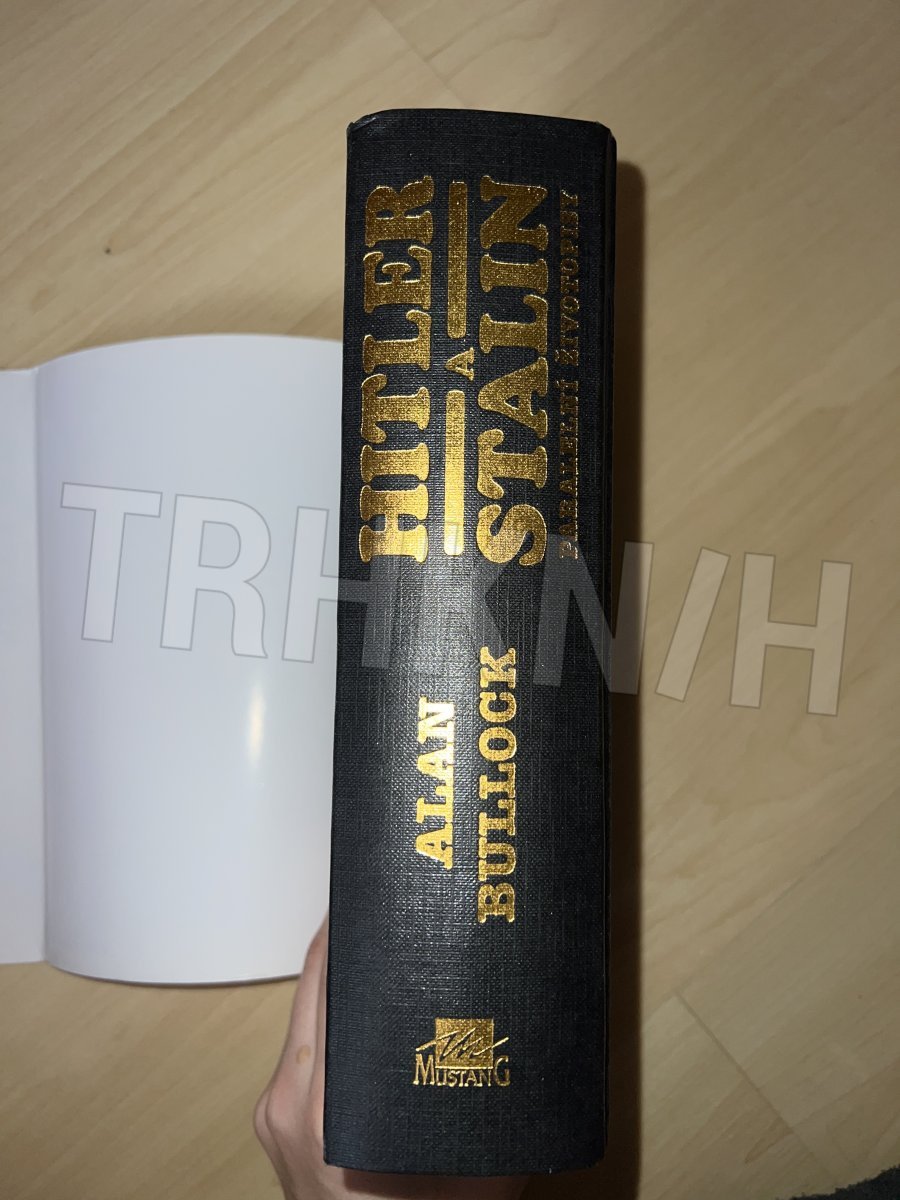 HITLER
A
STALIN
PARALELNÍ ŽIVOTOPISY
ALAN
BULLOCK
MUSTANG
TRHKNIH